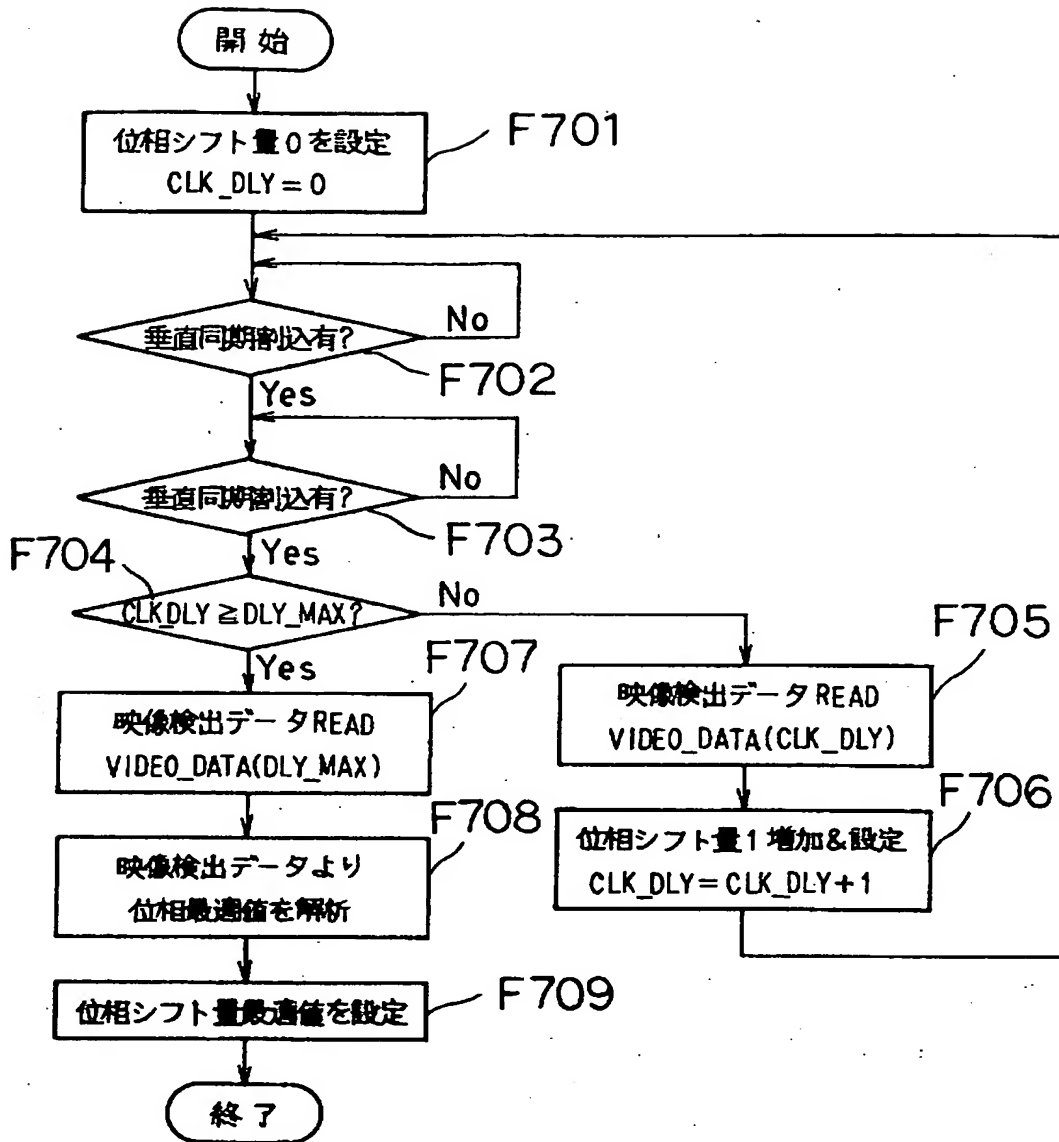 開始
位相シフト量0を設定
CLK_DLY=0
F701
垂直同期割込有?
No
F702
Yes
垂直同期割込有?
No
F703
Yes
F704
CLKDLY≧DLY_MAX?
No
Yes
F705
映像検出データREAD
VIDEO_DATA(CLK_DLY)
F706
位相シフト量1増加&設定
CLK_DLY=CLK_DLY+1
F707
映像検出データREAD
VIDEO_DATA(DLY_MAX)
F708
映像検出データより
位相最適値を解析
位相シフト量最適値を設定
F709
終了